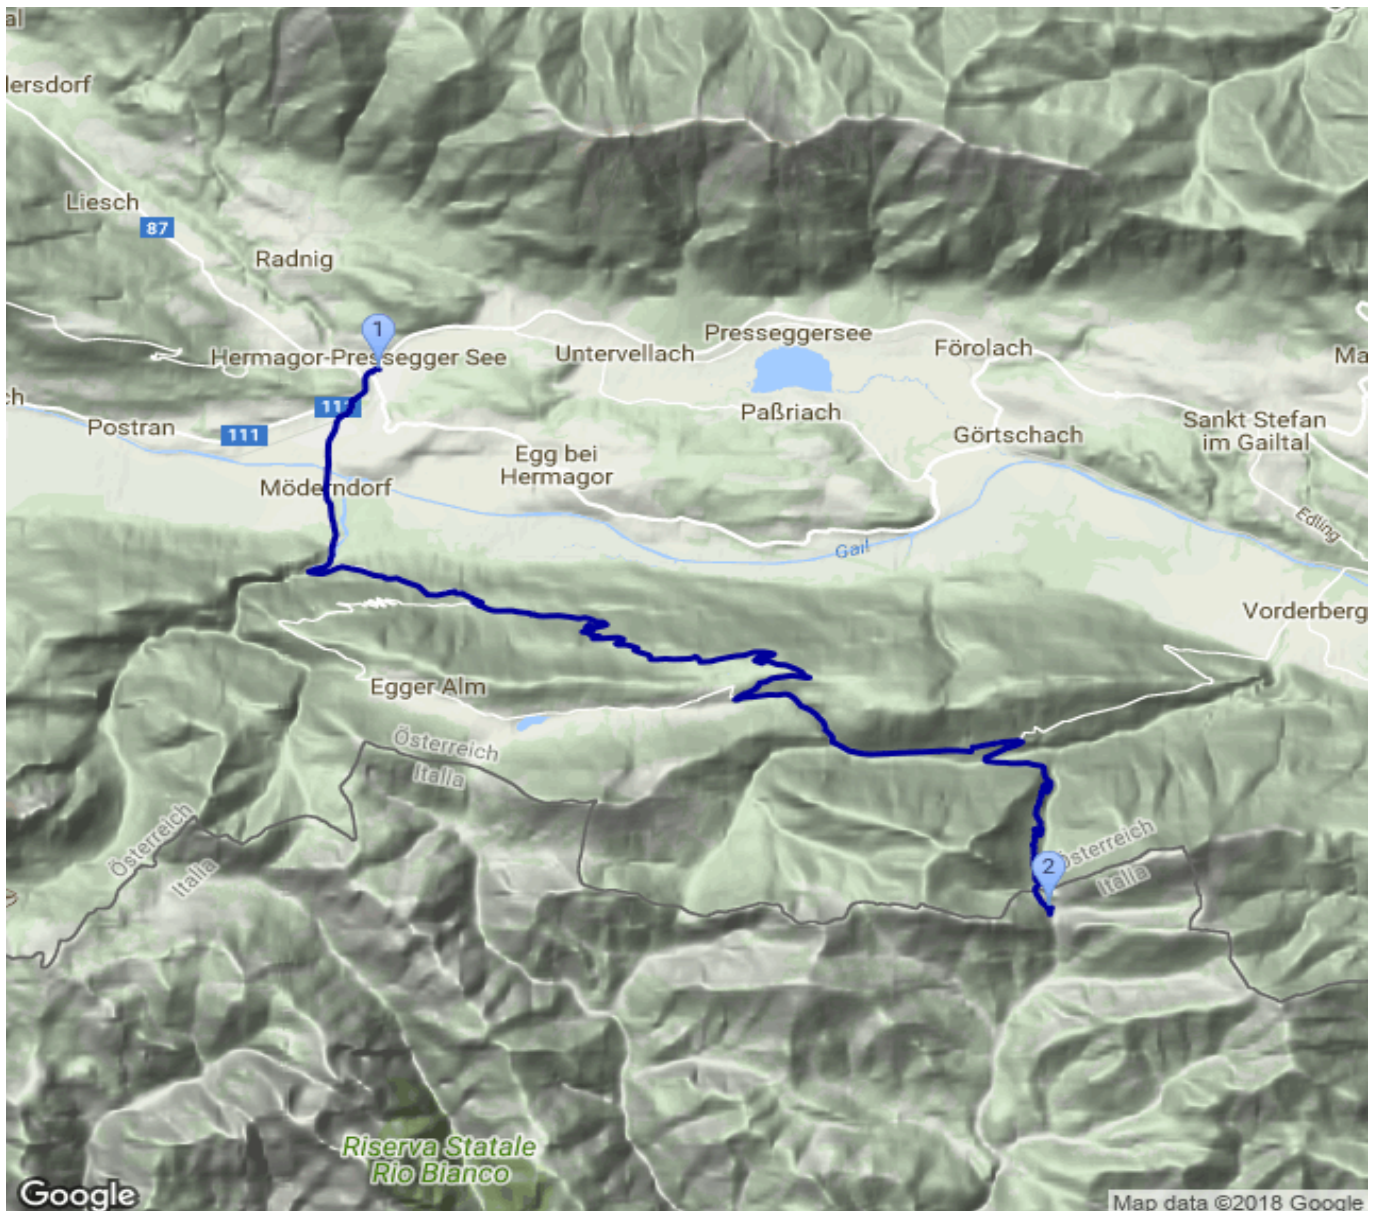 al
lersdorf
Liesch
87
Radnig
1
Hermagor-Pressegger See
Untervellach
Presseggersee
Förolach
Ma
ch
Postran
111
111
Paßriach
Sankt Stefan
im Gailtal
Görtschach
Egg bei
Hermagor
Möderndorf
Edling
Gail
Vorderberg
Egger Alm
Österreich
Italia
Österreich
Italia
2
Österreich
Italia
Riserva Statale
Rio Bianco
Google
Map data ©2018 Google